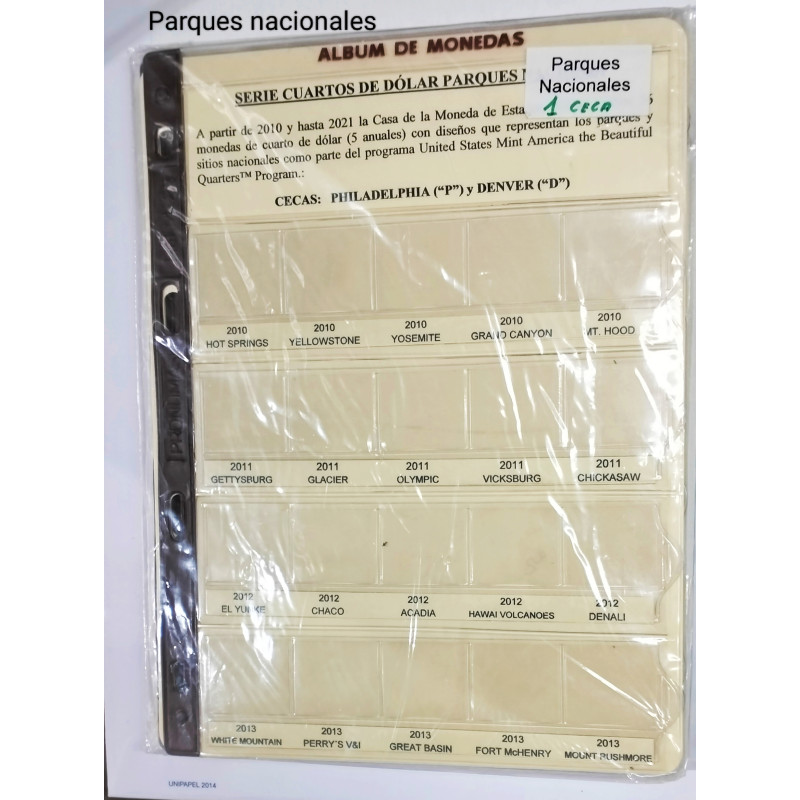 Parques nacionales
ALBUM DE MONEDAS
Parques
Nacionales
1 CECA
SERIE CUARTOS DE DÓLAR PARQUES
A partir de 2010 y hasta 2021 la Casa de la Moneda de
monedas de cuarto de dólar (5 anuales) con diseños que representan los parques y
sitios nacionales como parte del programa United States Mint America the Beautiful
Quarters™ Program.:
CECAS: PHILADELPHIA (“P”) y DENVER (“D”)
2010 2010 2010 2010 2010
HOT SPRINGS YELLOWSTONE YOSEMITE GRAND CANYON MT. HOOD
2011 2011 2011 2011 2011
GETTYSBURG GLACIER OLYMPIC VICKSBURG CHICKASAW
2012 2012 2012 2012 2012
EL YUNKE CHACO ACADIA HAWAI VOLCANOES DENALI
2013 2013 2013 2013 2013
WHITE MOUNTAIN PERRY´S V&I GREAT BASIN FORT McHENRY MOUNT RUSHMORE
UNIPAPEL 2014